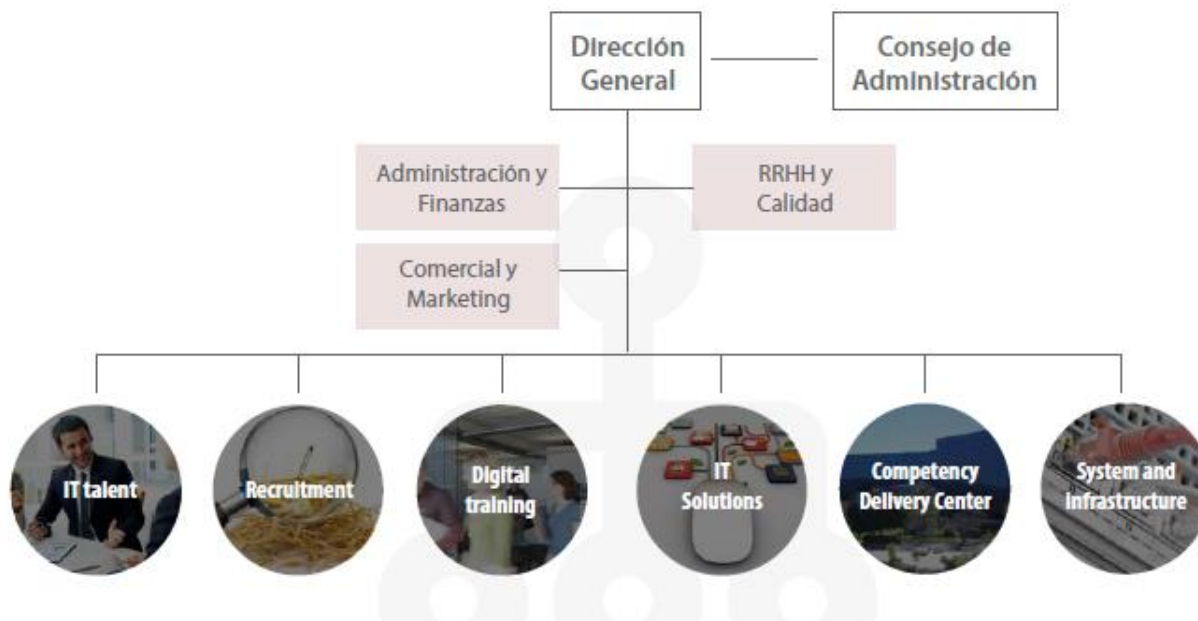 Dirección
General
Consejo de
Administración
Administración y
Finanzas
RRHH y
Calidad
Comercial y
Marketing
IT talent
Recruitment
Digital
training
IT
Solutions
Competency
Delivery Center
System and
infrastructure